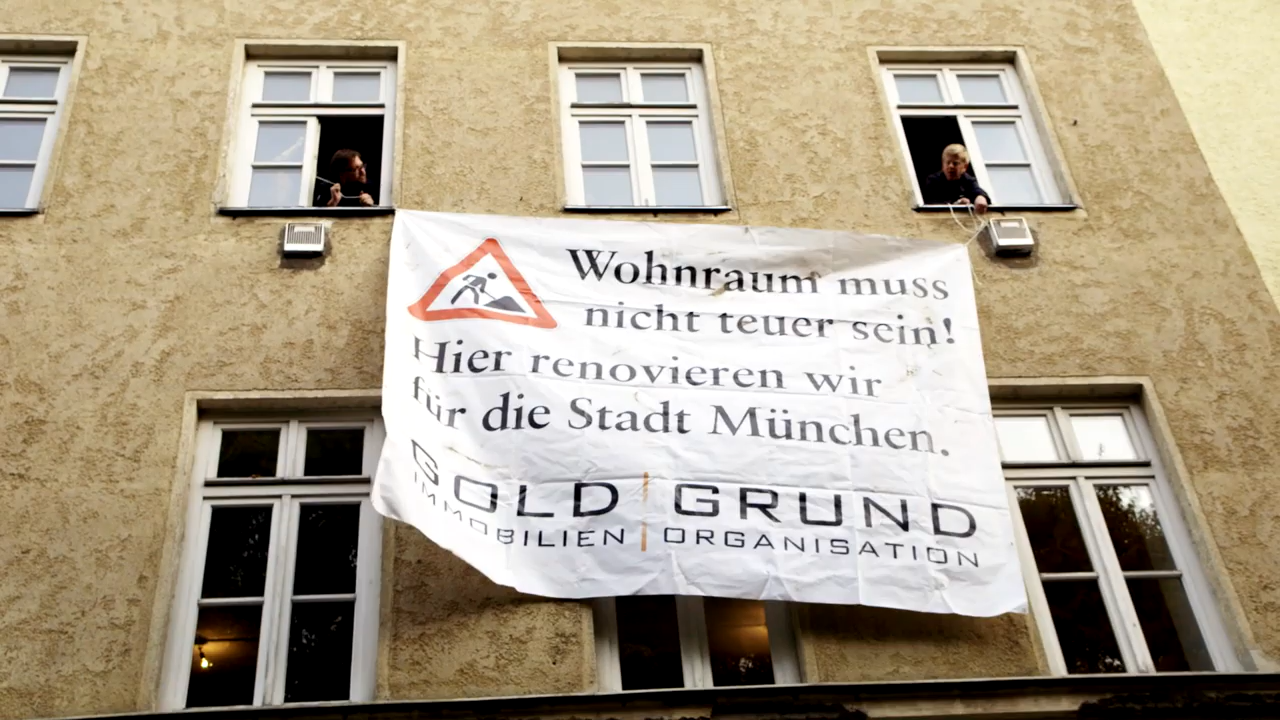 Wohnraum muss
nicht teuer sein!
Hier renovieren wir
für die Stadt München.
GOLD | GRUND
IMMOBILIEN | ORGANISATION